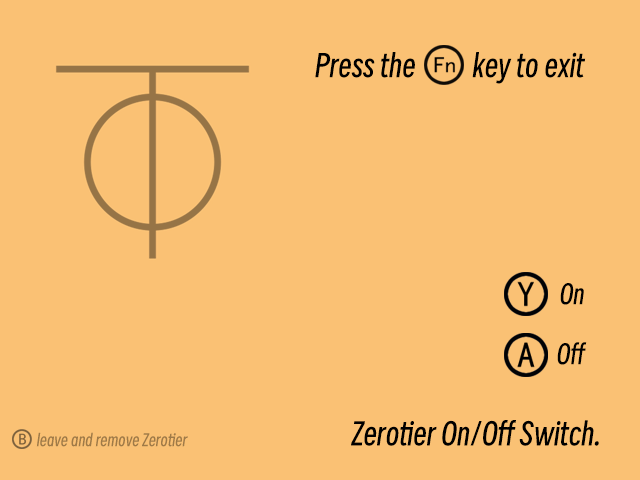 Press the Fn key to exit
Y On
A Off
B leave and remove Zerotier
Zerotier On/Off Switch.